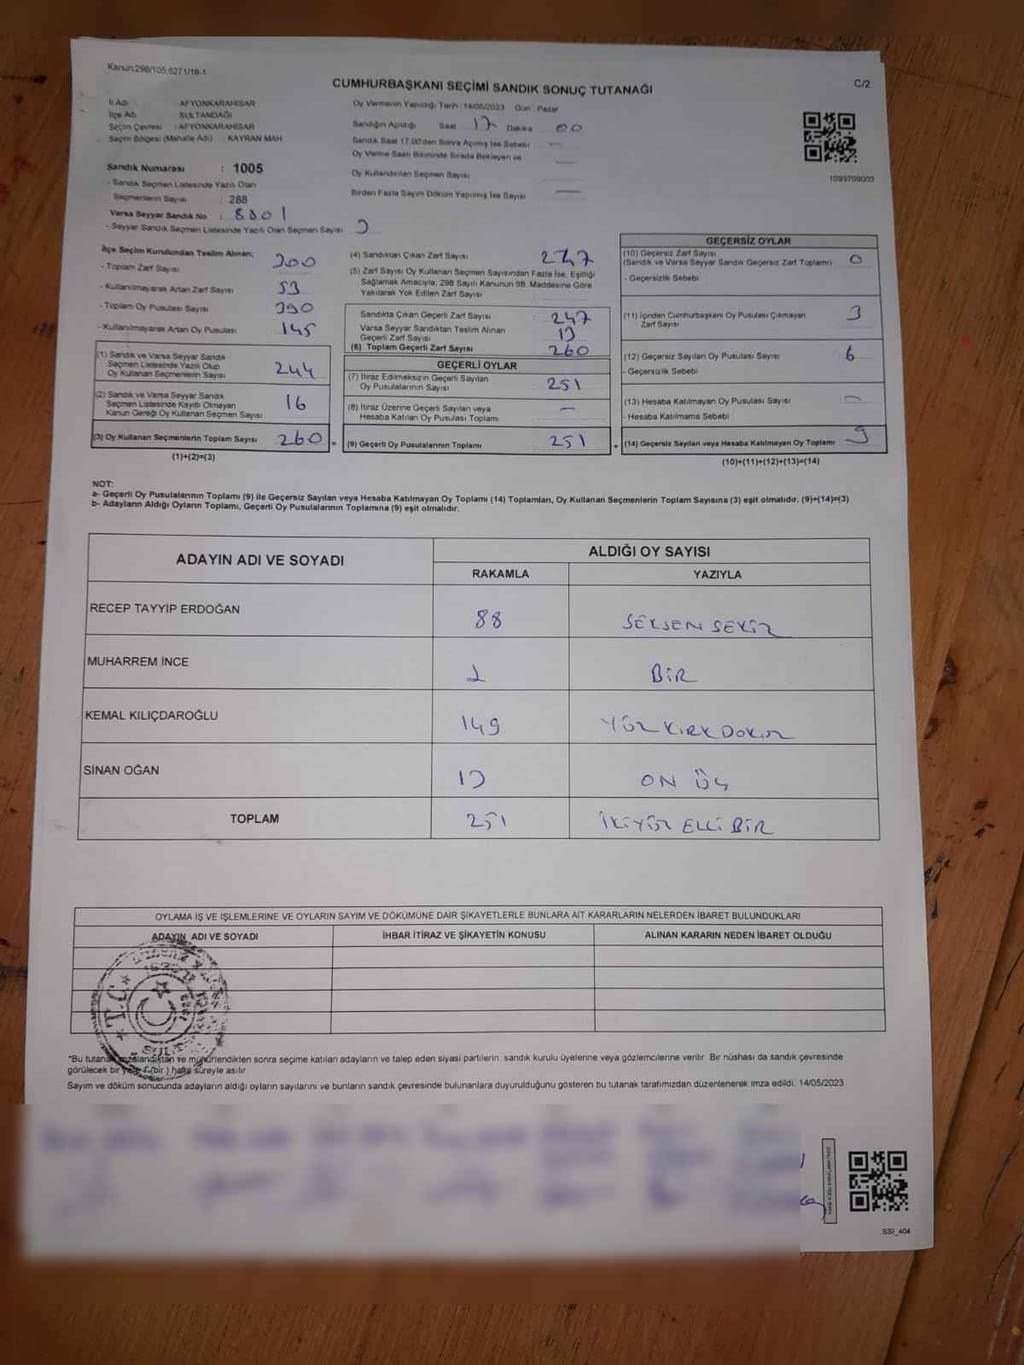 Kanun:298/105,6271/19-1
CUMHURBAŞKANI SEÇİMİ SANDIK SONUÇ TUTANAĞI
C/2
İl Adı : AFYONKARAHİSAR
İlçe Adı : SULTANDAĞI
Seçim Çevresi : AFYONKARAHİSAR
Seçim Bölgesi (Mahalle Adı) : KAYRAN MAH
Sandık Numarası : 1005
- Sandık Seçmen Listesinde Yazılı Olan
Seçmenlerin Sayısı : 288
Varsa Seyyar Sandık No : 8801
- Seyyar Sandık Seçmen Listesinde Yazılı Olan Seçmen Sayısı
Oy Vermenin Yapıldığı Tarih 14/05/2023 Gün Pazar
Sandığın Açıldığı Saat 17 Dakika 00
Sandık Saat 17.00'den Sonra Açılmış İse Sebebi —
Oy Verme Saati Bitiminde Sırada Bekleyen ve
Oy Kullandırılan Seçmen Sayısı —
Birden Fazla Sayım Döküm Yapılmış İse Sayısı —
1093709003
İlçe Seçim Kurulundan Teslim Alınan;
- Toplam Zarf Sayısı 300
- Kullanılmayarak Artan Zarf Sayısı 53
- Toplam Oy Pusulası Sayısı 390
- Kullanılmayarak Artan Oy Pusulası 145
(1) Sandık ve Varsa Seyyar Sandık
Seçmen Listesinde Yazılı Olup
Oy Kullanan Seçmenlerin Sayısı 244
(2) Sandık ve Varsa Seyyar Sandık
Seçmen Listesinde Kayıtlı Olmayan
Kanun Gereği Oy Kullanan Seçmen Sayısı 16
(3) Oy Kullanan Seçmenlerin Toplam Sayısı 260 =
(1)+(2)=(3)
(4) Sandıktan Çıkan Zarf Sayısı 247
(5) Zarf Sayısı Oy Kullanan Seçmen Sayısından Fazla İse, Eşitliği
Sağlamak Amacıyla, 298 Sayılı Kanunun 98. Maddesine Göre
Yakılarak Yok Edilen Zarf Sayısı
Sandıkta Çıkan Geçerli Zarf Sayısı 247
Varsa Seyyar Sandıktan Teslim Alınan
Geçerli Zarf Sayısı 13
(6) Toplam Geçerli Zarf Sayısı 260
GEÇERLİ OYLAR
(7) İtiraz Edilmeksizin Geçerli Sayılan
Oy Pusulalarının Sayısı 251
(8) İtiraz Üzerine Geçerli Sayılan veya
Hesaba Katılan Oy Pusulası Toplamı —
(9) Geçerli Oy Pusulalarının Toplamı 251 +
GEÇERSİZ OYLAR
(10) Geçersiz Zarf Sayısı
(Sandık ve Varsa Seyyar Sandık Geçersiz Zarf Toplamı) 0
- Geçersizlik Sebebi
(11) İçinden Cumhurbaşkanı Oy Pusulası Çıkmayan
Zarf Sayısı 3
(12) Geçersiz Sayılan Oy Pusulası Sayısı 6
- Geçersizlik Sebebi
(13) Hesaba Katılmayan Oy Pusulası Sayısı —
- Hesaba Katılmama Sebebi
(14) Geçersiz Sayılan veya Hesaba Katılmayan Oy Toplamı 9
(10)+(11)+(12)+(13)=(14)
NOT:
a- Geçerli Oy Pusulalarının Toplamı (9) ile Geçersiz Sayılan veya Hesaba Katılmayan Oy Toplamı (14) Toplamları, Oy Kullanan Seçmenlerin Toplam Sayısına (3) eşit olmalıdır. (9)+(14)=(3)
b- Adayların Aldığı Oyların Toplamı, Geçerli Oy Pusulalarının Toplamına (9) eşit olmalıdır.
ADAYIN ADI VE SOYADI
ALDIĞI OY SAYISI
RAKAMLA YAZIYLA
RECEP TAYYİP ERDOĞAN 88 SEKSEN SEKİZ
MUHARREM İNCE 1 BİR
KEMAL KILIÇDAROĞLU 149 YÜZ KIRK DOKUZ
SİNAN OĞAN 13 ON ÜÇ
TOPLAM 251 İKİYÜZ ELLİ BİR
OYLAMA İŞ VE İŞLEMLERİNE VE OYLARIN SAYIM VE DÖKÜMÜNE DAİR ŞİKAYETLERLE BUNLARA AİT KARARLARIN NELERDEN İBARET BULUNDUKLARI
ADAYIN ADI VE SOYADI İHBAR İTİRAZ VE ŞİKAYETİN KONUSU ALINAN KARARIN NEDEN İBARET OLDUĞU
T.C.
*Bu tutanak imzalandıktan ve mühürlendikten sonra seçime katılan adayların ve talep eden siyasi partilerin sandık kurulu üyelerine veya gözlemcilerine verilir. Bir nüshası da sandık çevresinde
görülecek bir yere 1 (bir ) hafta süreyle asılır
Sayım ve döküm sonucunda adayların aldığı oyların sayılarını ve bunların sandık çevresinde bulunanlara duyurulduğunu gösteren bu tutanak tarafımızdan düzenlenerek imza edildi. 14/05/2023
SSI_404